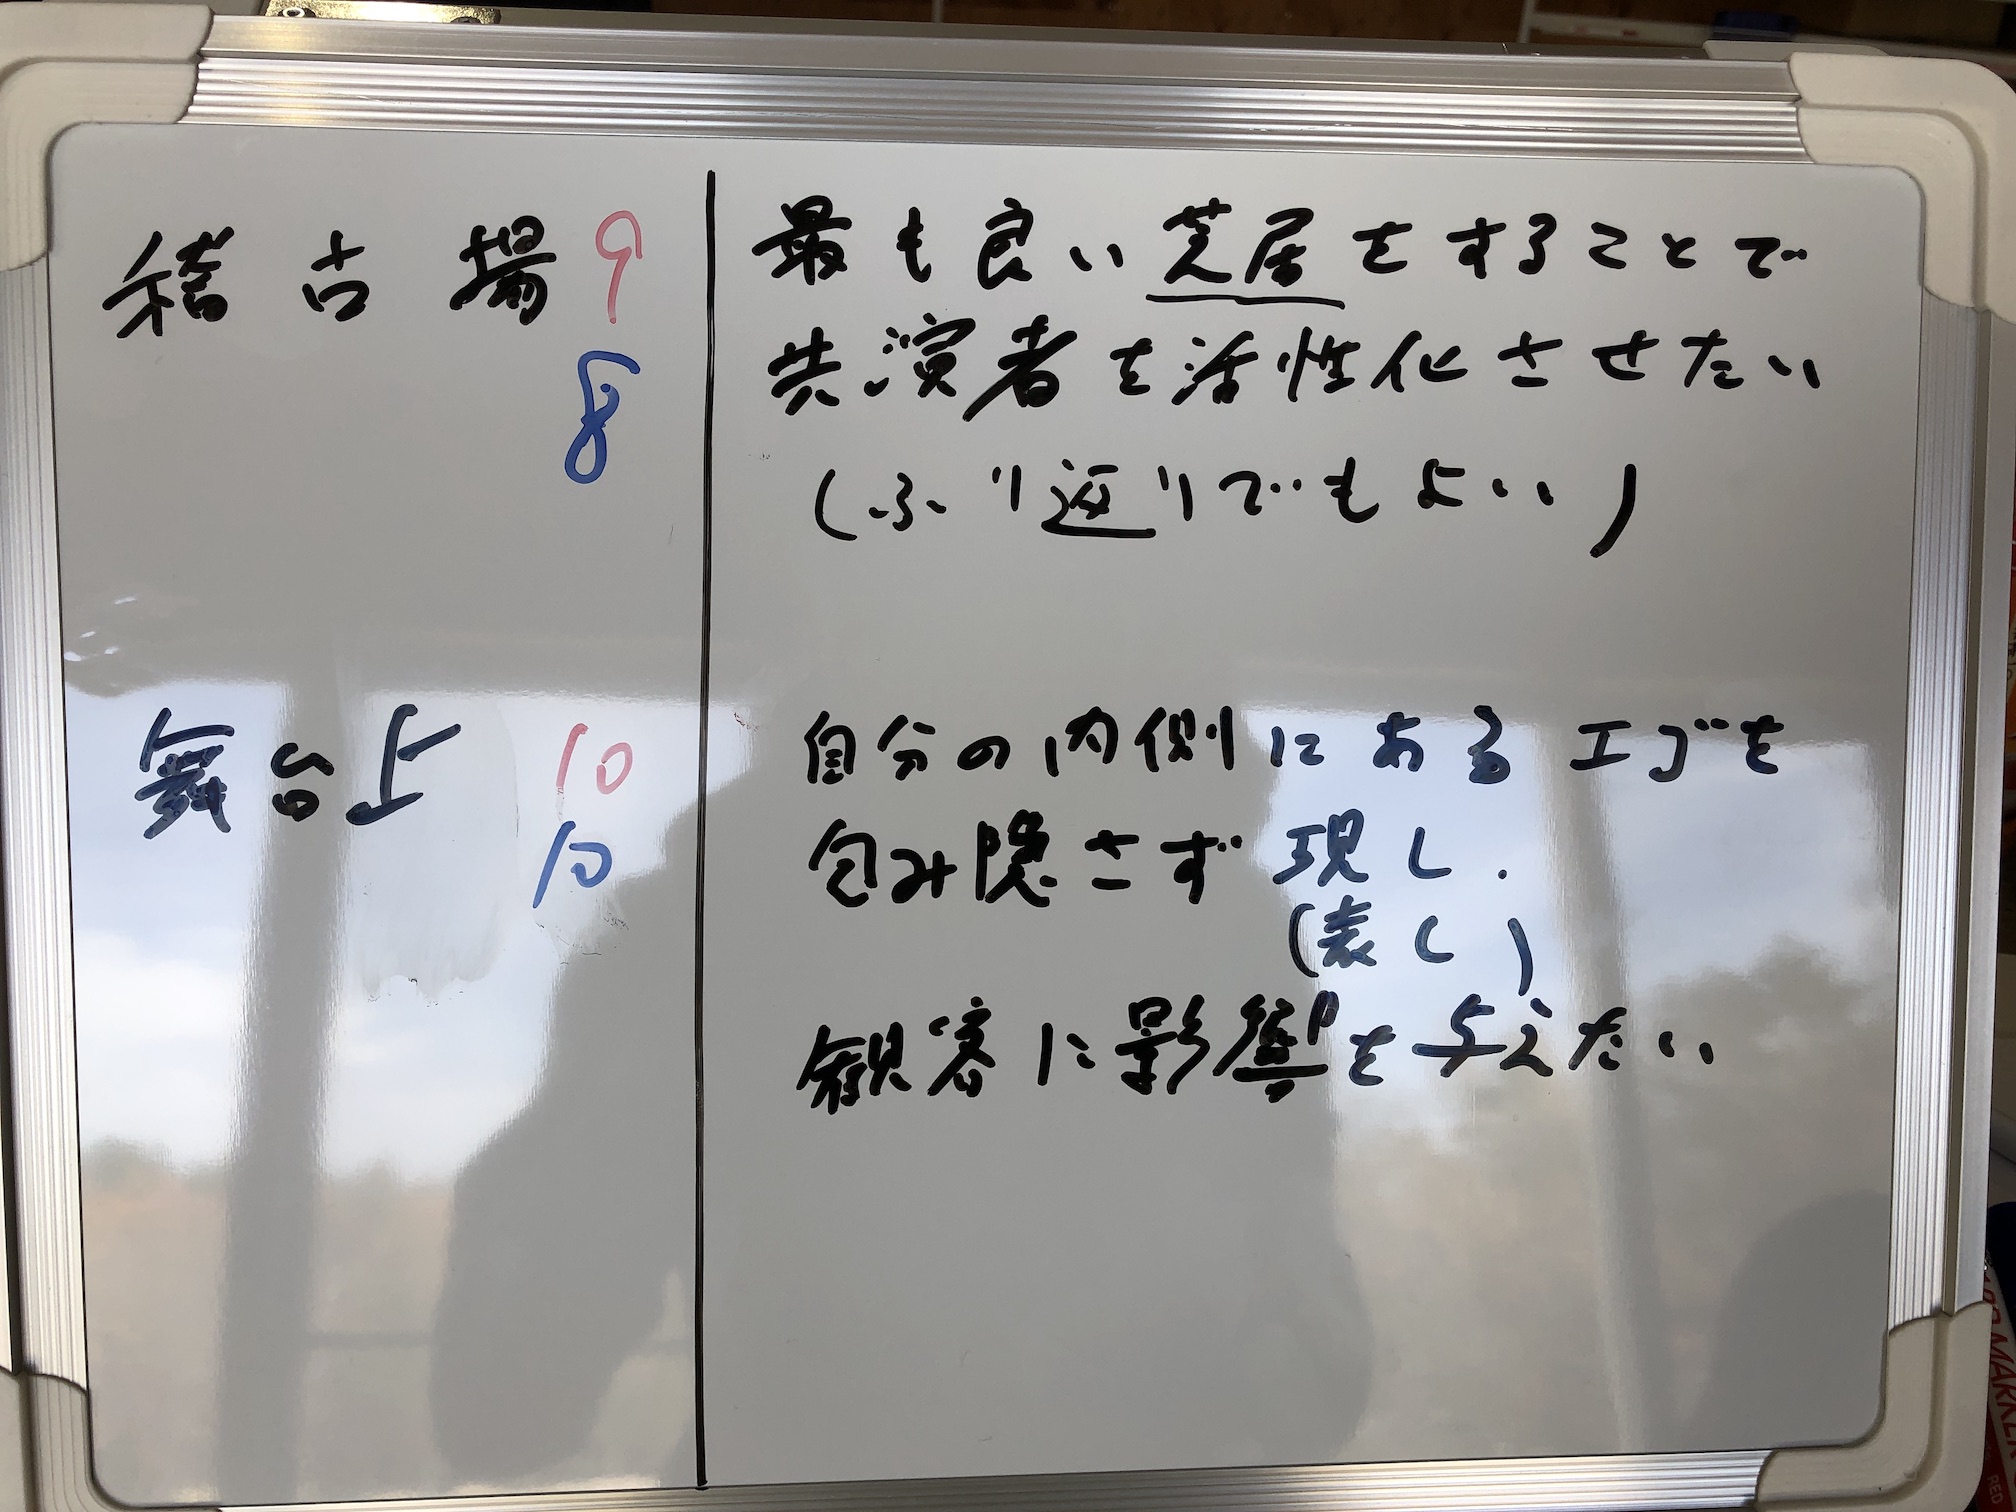 稽古場 9
8
最も良い芝居をすることで
共演者を活性化させたい
(ふり返りでもよい)
舞台上 10
10
自分の内側にあるエゴを
包み隠さず現し.
(表し)
観客に影響を与えたい